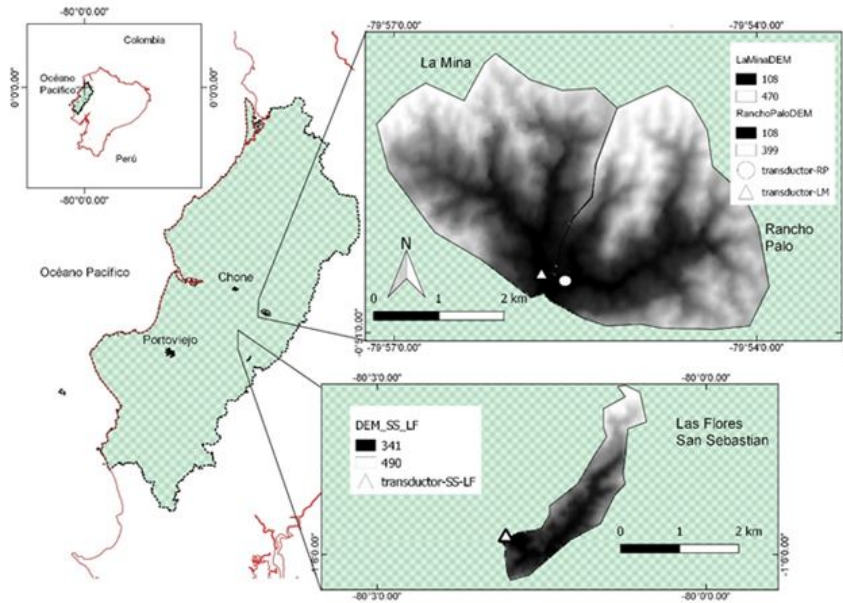 -80°0'0.00"
Colombia
Océano
Pacífico
0°0'0.00"
0°0'0.00"
Perú
-80°0'0.00"
Océano Pacífico
Chone
Portoviejo
-79°57'0.00"
-79°54'0.00"
La Mina
LaMinaDEM
108
470
RanchoPaloDEM
108
399
transductor-RP
transductor-LM
Rancho
Palo
N
0 1 2 km
-0°51'0.00"
-0°51'0.00"
-79°57'0.00"
-79°54'0.00"
-80°3'0.00"
-80°0'0.00"
DEM_SS_LF
341
490
transductor-SS-LF
Las Flores
San Sebastian
0 1 2 km
-1°6'0.00"
-1°6'0.00"
-80°3'0.00"
-80°0'0.00"